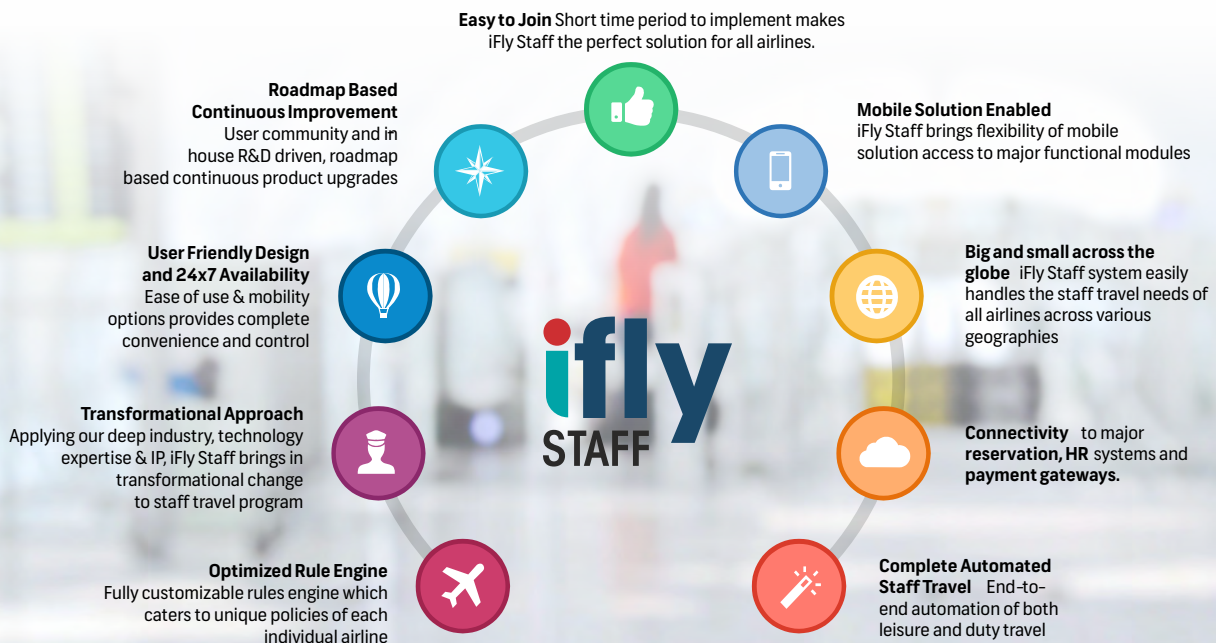 Easy to Join Short time period to implement makes
iFly Staff the perfect solution for all airlines.
Roadmap Based
Continuous Improvement
User community and in
house R&D driven, roadmap
based continuous product upgrades
Mobile Solution Enabled
iFly Staff brings flexibility of mobile
solution access to major functional modules
User Friendly Design
and 24x7 Availability
Ease of use & mobility
options provides complete
convenience and control
Big and small across the
globe iFly Staff system easily
handles the staff travel needs of
all airlines across various
geographies
ifly
STAFF
Transformational Approach
Applying our deep industry, technology
expertise & IP, iFly Staff brings in
transformational change
to staff travel program
Connectivity to major
reservation, HR systems and
payment gateways.
Optimized Rule Engine
Fully customizable rules engine which
caters to unique policies of each
individual airline
Complete Automated
Staff Travel End-to-
end automation of both
leisure and duty travel